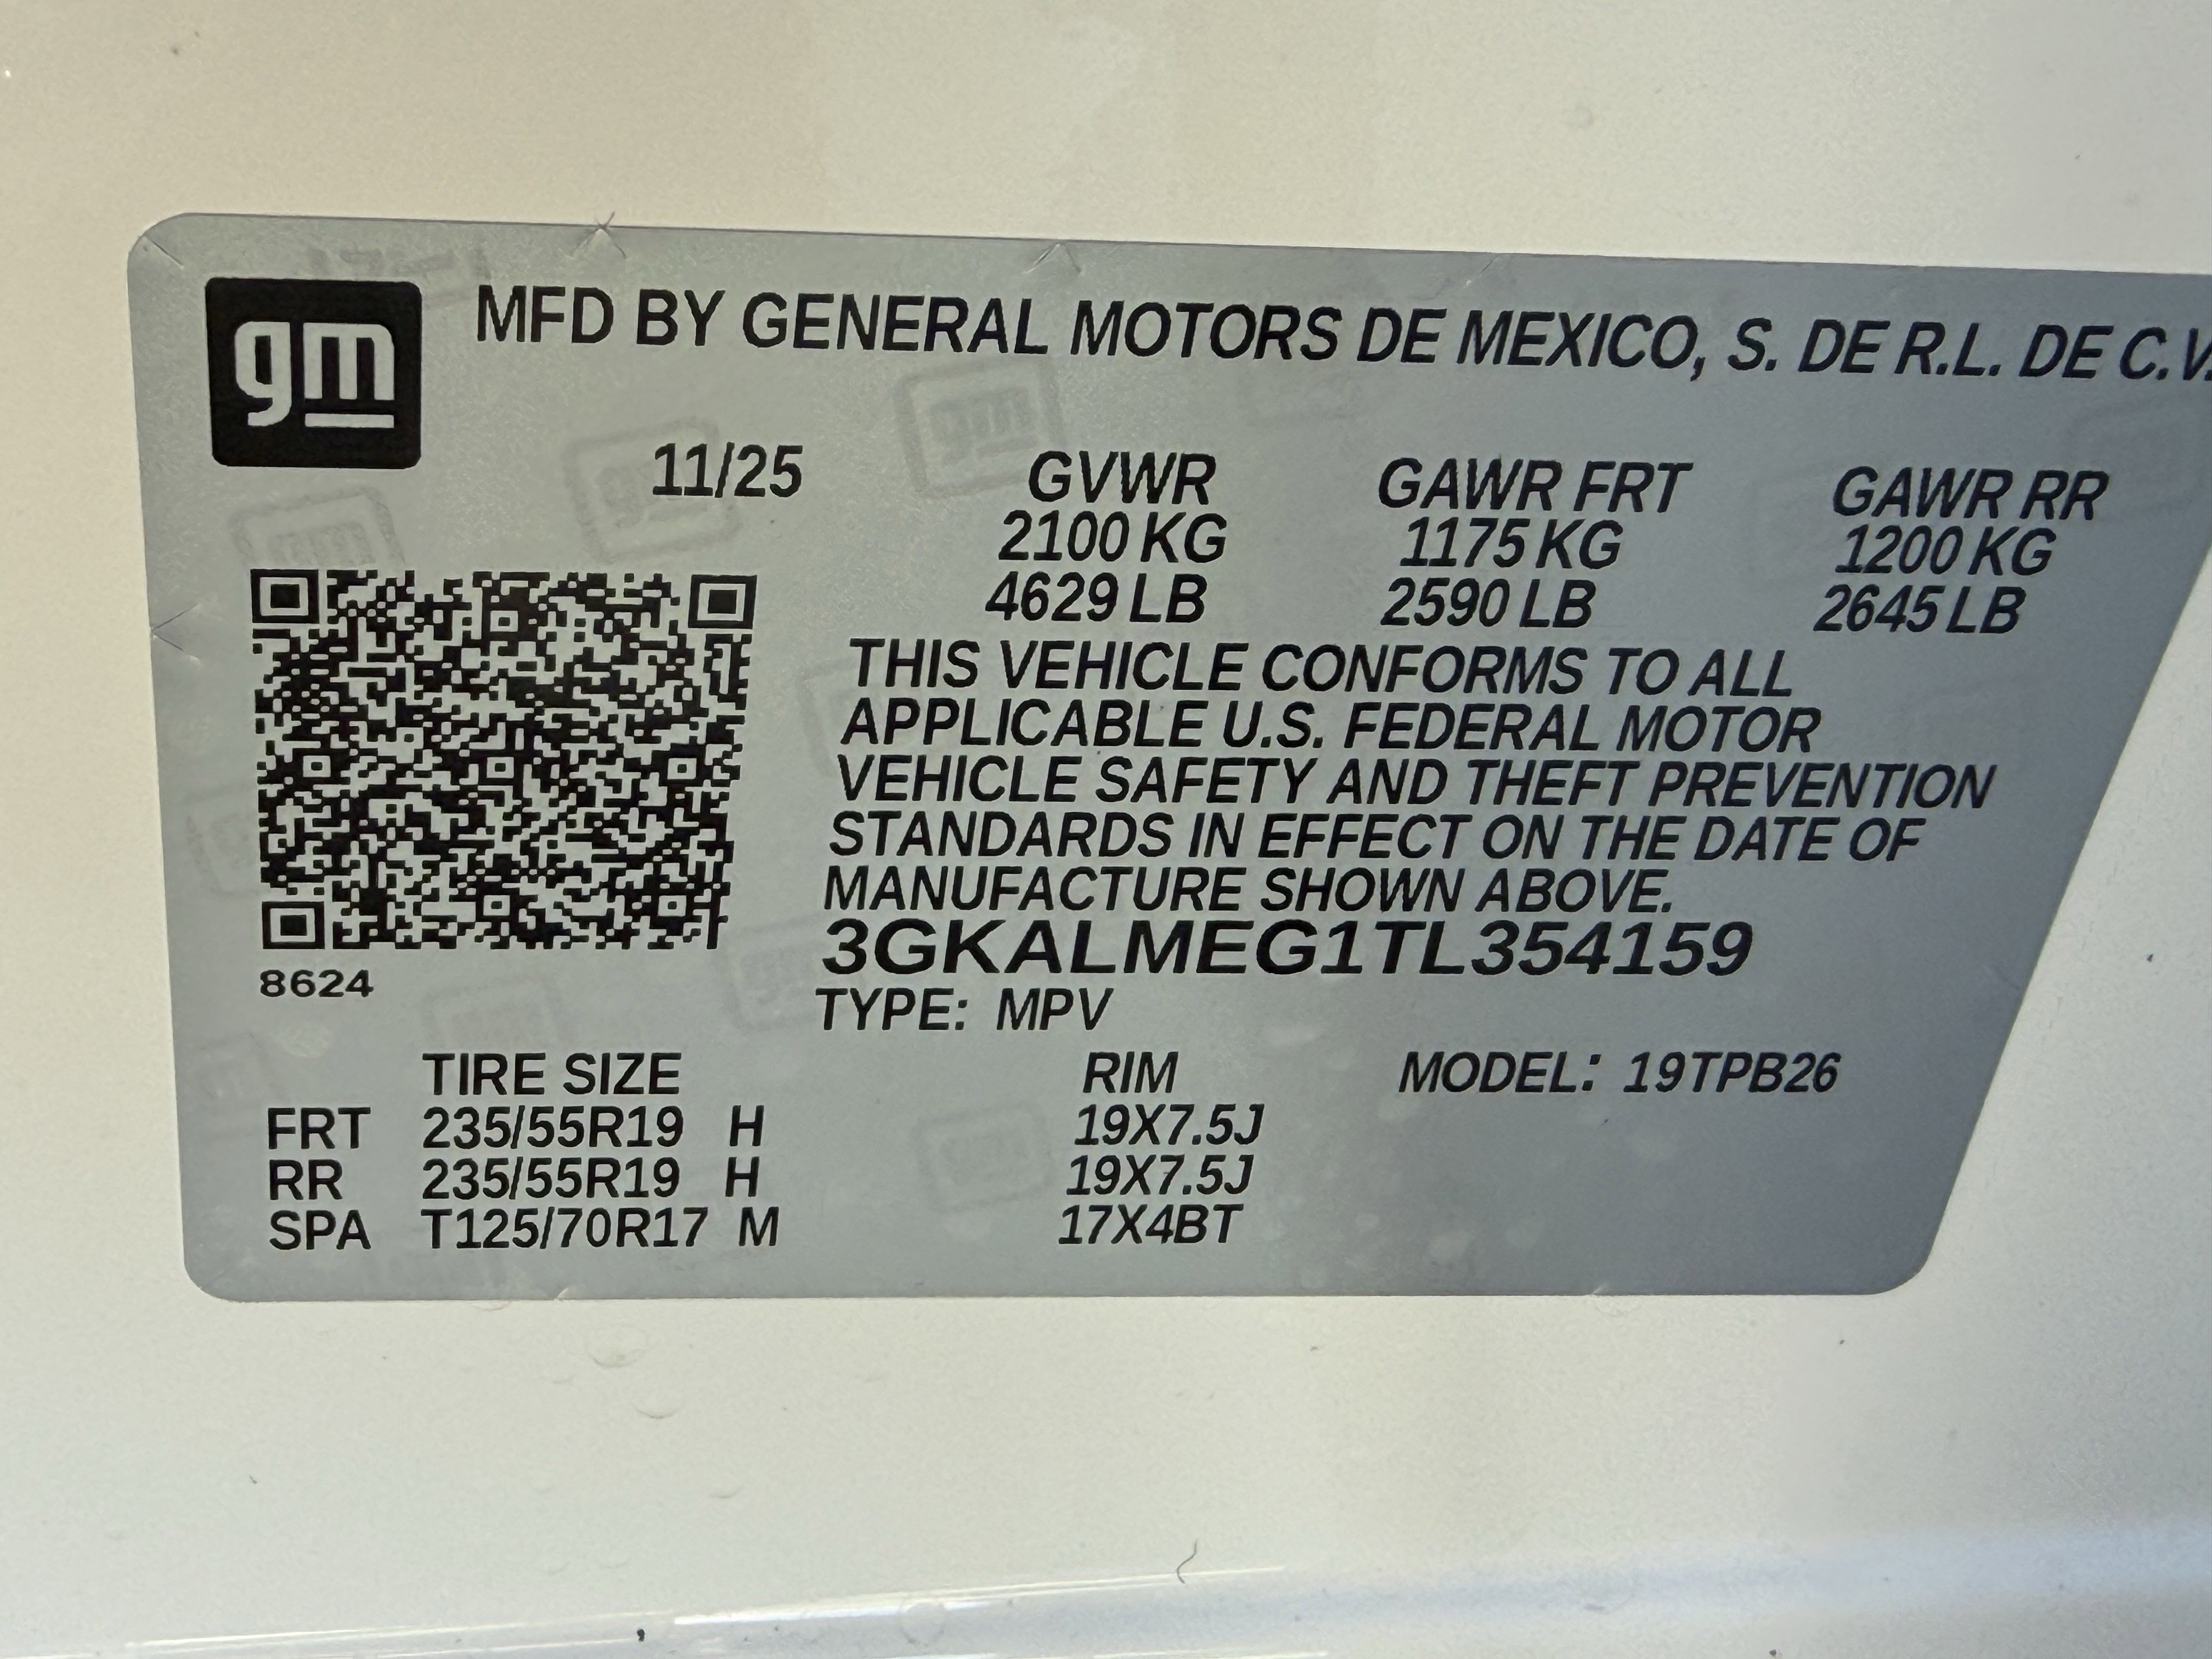 gm
MFD BY GENERAL MOTORS DE MEXICO, S. DE R.L. DE C.V.
11/25
GVWR GAWR FRT GAWR RR
2100 KG 1175 KG 1200 KG
4629 LB 2590 LB 2645 LB
THIS VEHICLE CONFORMS TO ALL
APPLICABLE U.S. FEDERAL MOTOR
VEHICLE SAFETY AND THEFT PREVENTION
STANDARDS IN EFFECT ON THE DATE OF
MANUFACTURE SHOWN ABOVE.
3GKALMEG1TL354159
8624
TYPE: MPV
TIRE SIZE RIM MODEL: 19TPB26
FRT 235/55R19 H 19X7.5J
RR 235/55R19 H 19X7.5J
SPA T125/70R17 M 17X4BT